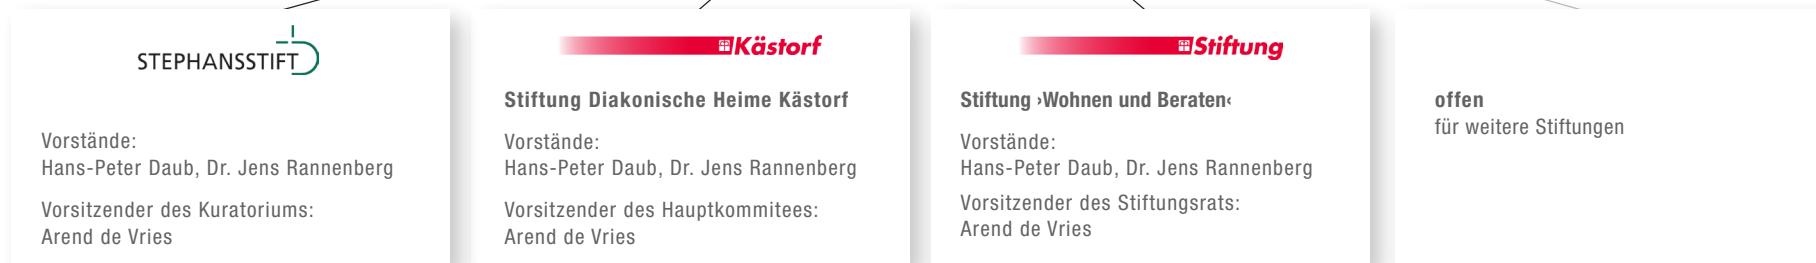 STEPHANSSTIFT
Vorstände:
Hans-Peter Daub, Dr. Jens Rannenberg
Vorsitzender des Kuratoriums:
Arend de Vries
Kästorf
Stiftung Diakonische Heime Kästorf
Vorstände:
Hans-Peter Daub, Dr. Jens Rannenberg
Vorsitzender des Hauptkommitees:
Arend de Vries
Stiftung
Stiftung ›Wohnen und Beraten‹
Vorstände:
Hans-Peter Daub, Dr. Jens Rannenberg
Vorsitzender des Stiftungsrats:
Arend de Vries
offen
für weitere Stiftungen